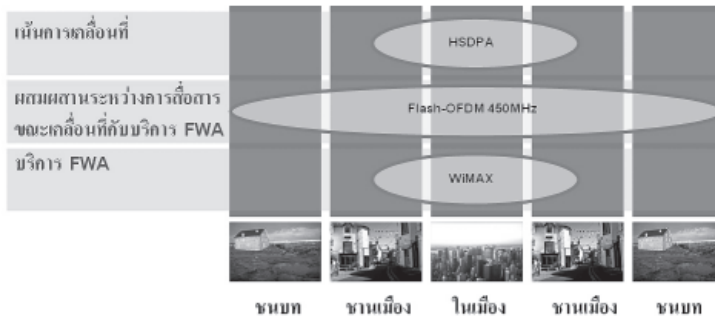 เน้นการเคลื่อนที่
HSDPA
ผสมผสานระหว่างการสื่อสาร
ขณะเคลื่อนที่กับบริการ FWA
Flash-OFDM 450MHz
บริการ FWA
WiMAX
ชนบท ชานเมือง ในเมือง ชานเมือง ชนบท